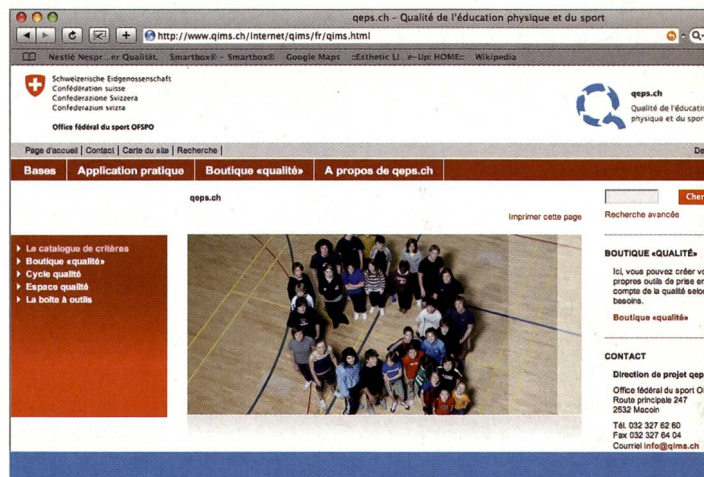 qeps.ch – Qualité de l'éducation physique et du sport
http://www.qims.ch/internet/qims/fr/qims.html
Nestlé Nespr...er Qualität.    Smartbox® – Smartbox®    Google Maps    ::Esthetic Li...e-Up: HOME::    Wikipedia
Schweizerische Eidgenossenschaft
Confédération suisse
Confederazione Svizzera
Confederaziun svizra
Office fédéral du sport OFSPO
qeps.ch
Qualité de l'éducatio
physique et du spor
Page d'accueil | Contact | Carte du site | Recherche |
De
Bases    Application pratique    Boutique «qualité»    A propos de qeps.ch
qeps.ch
Imprimer cette page
Cher
Recherche avancée
Le catalogue de critères
Boutique «qualité»
Cycle qualité
Espace qualité
La boîte à outils
BOUTIQUE «QUALITÉ»
Ici, vous pouvez créer vo
propres outils de prise en
compte de la qualité selon
besoins.
Boutique «qualité»
CONTACT
Direction de projet qep
Office fédéral du sport O
Route principale 247
2532 Macolin
Tél. 032 327 62 60
Fax 032 327 64 04
Courriel info@qims.ch